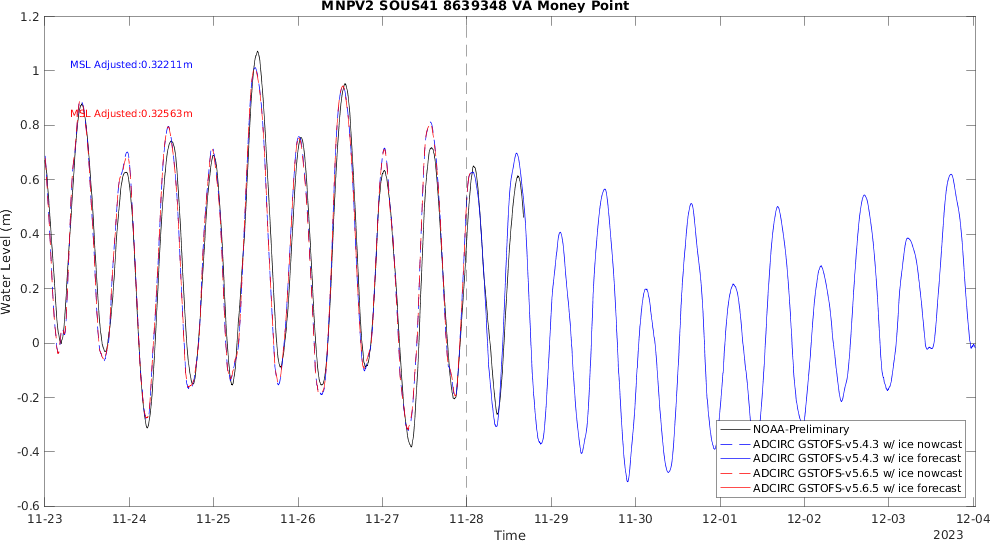 MNPV2 SOUS41 8639348 VA Money Point
1.2
1
0.8
0.6
0.4
0.2
0
-0.2
-0.4
-0.6
Water Level (m)
MSL Adjusted:0.32211m
MSL Adjusted:0.32563m
NOAA-Preliminary
ADCIRC GSTOFS-v5.4.3 w/ ice nowcast
ADCIRC GSTOFS-v5.4.3 w/ ice forecast
ADCIRC GSTOFS-v5.6.5 w/ ice nowcast
ADCIRC GSTOFS-v5.6.5 w/ ice forecast
11-23 11-24 11-25 11-26 11-27 11-28 11-29 11-30 12-01 12-02 12-03 12-04
Time
2023